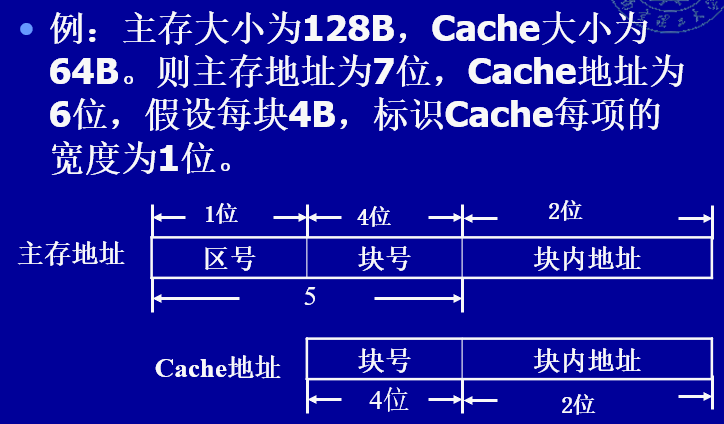 • 例：主存大小为128B，Cache大小为
64B。则主存地址为7位，Cache地址为
6位，假设每块4B，标识Cache每项的
宽度为1位。
1位 4位 2位
主存地址 区号 块号 块内地址
5
Cache地址 块号 块内地址
4位 2位